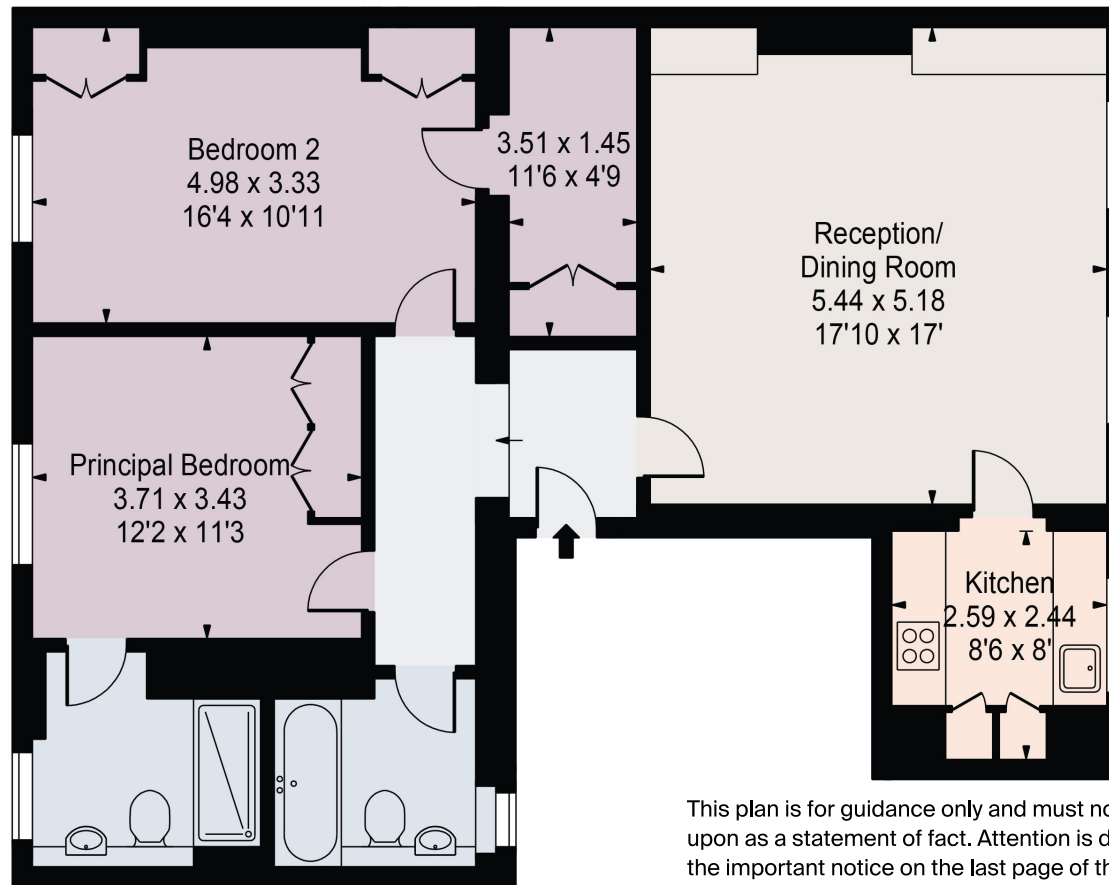 Bedroom 2
4.98 x 3.33
16'4 x 10'11
3.51 x 1.45
11'6 x 4'9
Reception/
Dining Room
5.44 x 5.18
17'10 x 17'
Principal Bedroom
3.71 x 3.43
12'2 x 11'3
Kitchen
2.59 x 2.44
8'6 x 8'
This plan is for guidance only and must
upon as a statement of fact. Attention is
the important notice on the last page of